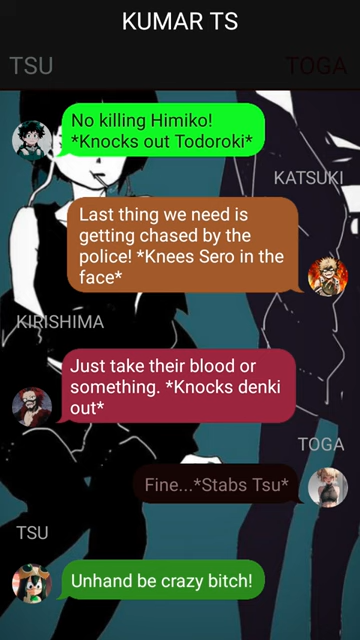 KUMAR TS
TSU
TOGA
No killing Himiko!
*Knocks out Todoroki*
KATSUKI
Last thing we need is
getting chased by the
police! *Knees Sero in the
face*
KIRISHIMA
Just take their blood or
something. *Knocks denki
out*
TOGA
Fine...*Stabs Tsu*
TSU
Unhand be crazy bitch!